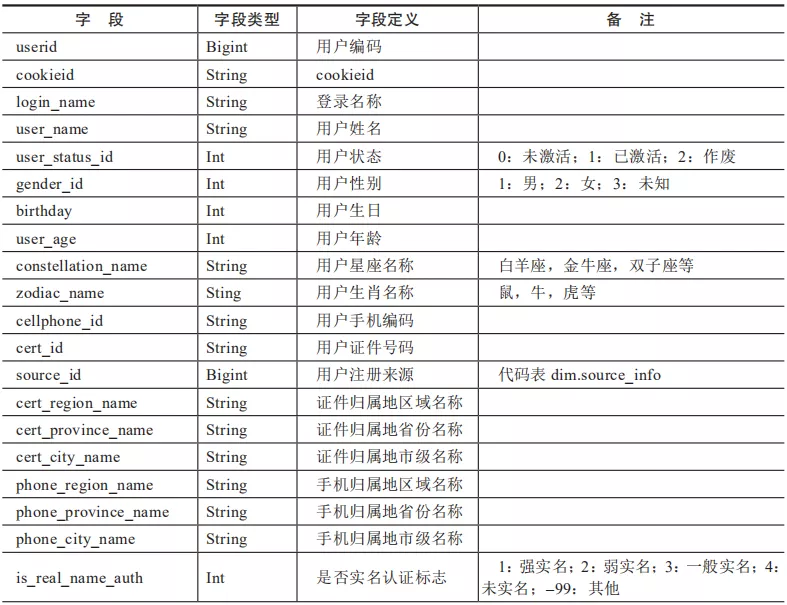 字 段 字段类型 字段定义 备 注
userid Bigint 用户编码
cookieid String cookieid
login_name String 登录名称
user_name String 用户姓名
user_status_id Int 用户状态 0：未激活；1：已激活；2：作废
gender_id Int 用户性别 1：男；2：女；3：未知
birthday Int 用户生日
user_age Int 用户年龄
constellation_name String 用户星座名称 白羊座，金牛座，双子座等
zodiac_name Sting 用户生肖名称 鼠，牛，虎等
cellphone_id String 用户手机编码
cert_id String 用户证件号码
source_id Bigint 用户注册来源 代码表 dim.source_info
cert_region_name String 证件归属地区域名称
cert_province_name String 证件归属地省份名称
cert_city_name String 证件归属地市级名称
phone_region_name String 手机归属地区域名称
phone_province_name String 手机归属地省份名称
phone_city_name String 手机归属地市级名称
is_real_name_auth Int 是否实名认证标志 1：强实名；2：弱实名；3：一般实名；4：
未实名；–99：其他